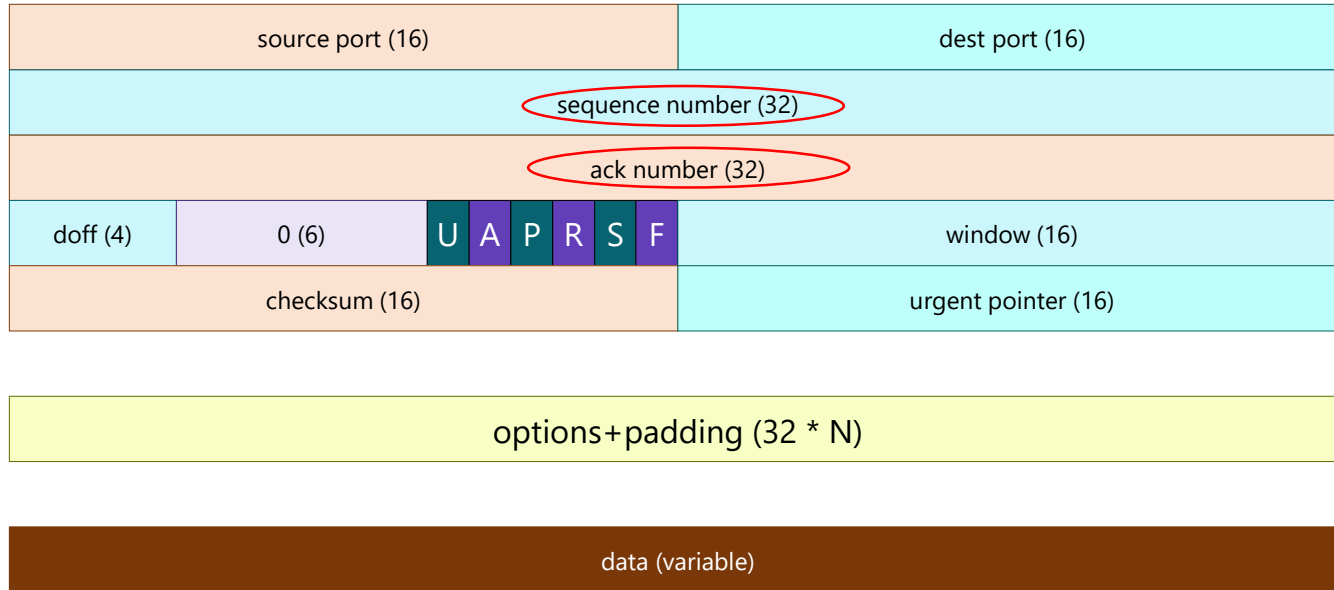 source port (16) dest port (16)
sequence number (32)
ack number (32)
doff (4) 0 (6) U A P R S F window (16)
checksum (16) urgent pointer (16)
options+padding (32 * N)
data (variable)